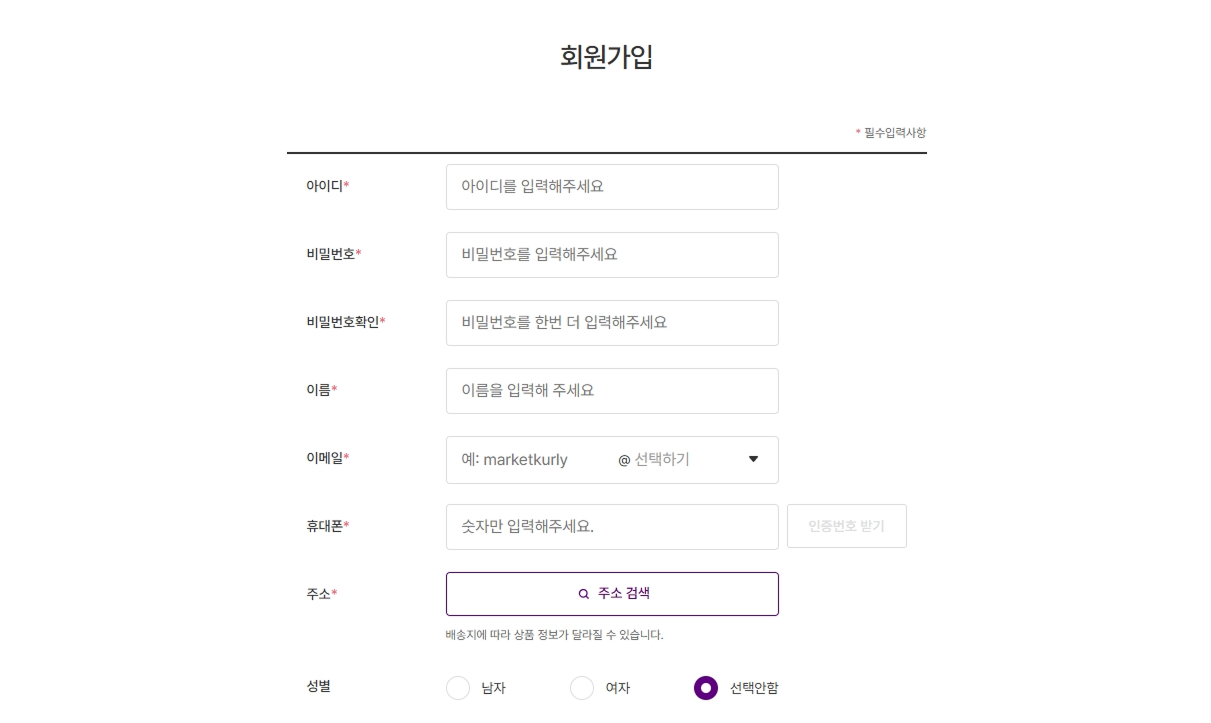 회원가입
* 필수입력사항
아이디* 아이디를 입력해주세요
비밀번호* 비밀번호를 입력해주세요
비밀번호확인* 비밀번호를 한번 더 입력해주세요
이름* 이름을 입력해 주세요
이메일* 예: marketkurly @ 선택하기
휴대폰* 숫자만 입력해주세요. 인증번호 받기
주소* 주소 검색
배송지에 따라 상품 정보가 달라질 수 있습니다.
성별 남자 여자 선택안함